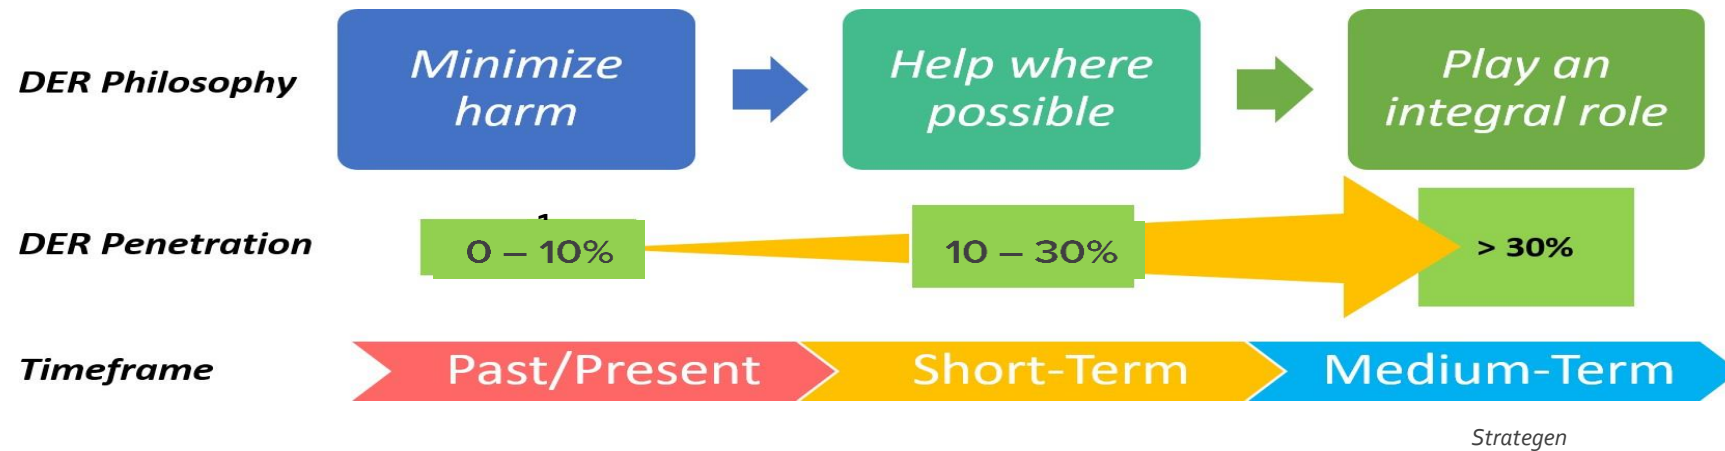 DER Philosophy
Minimize
harm
Help where
possible
Play an
integral role
DER Penetration
0 – 10%
10 – 30%
> 30%
Timeframe
Past/Present
Short-Term
Medium-Term
Strategen